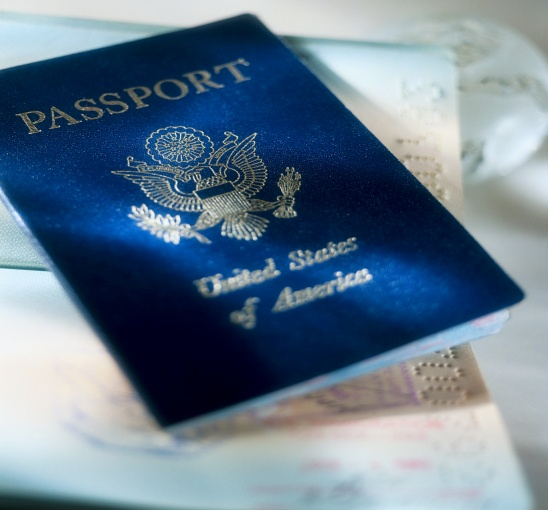 PASSPORT
United States
of America